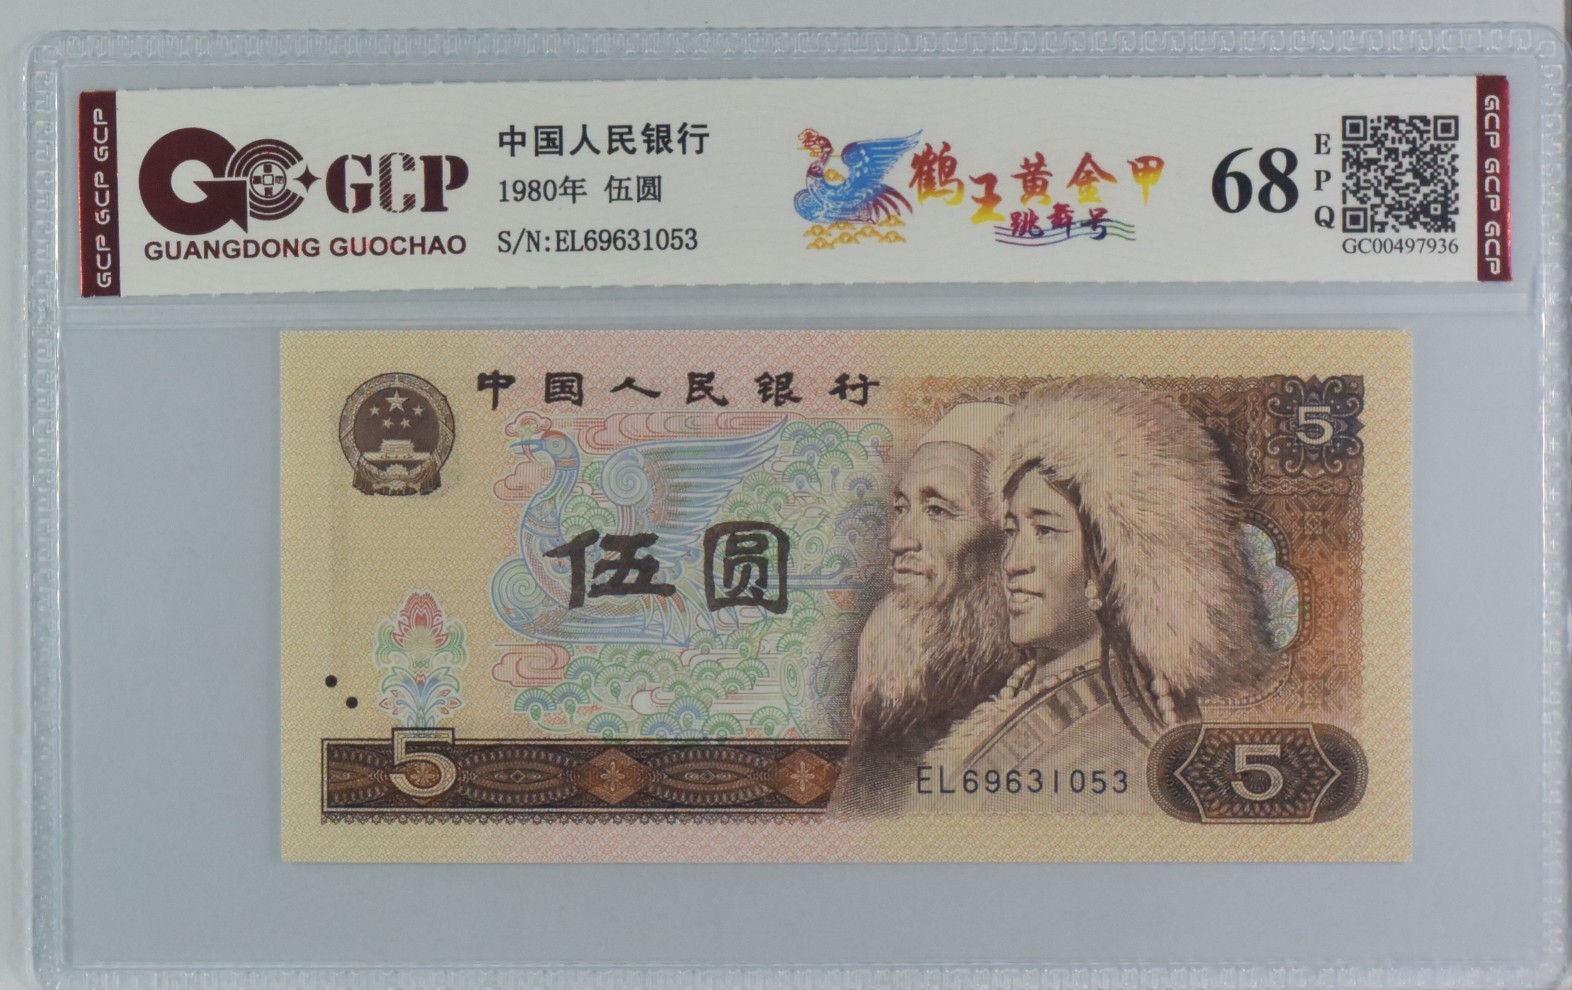 GCP GCP GCP
GCP
GUANGDONG GUOCHAO
中国人民银行
1980年 伍圆
S/N:EL69631053
鹤王黄金甲
跳舞号
68
EPQ
GC00497936
GCP GCP GCP
中国人民银行
5
伍圆
5
EL69631053
5